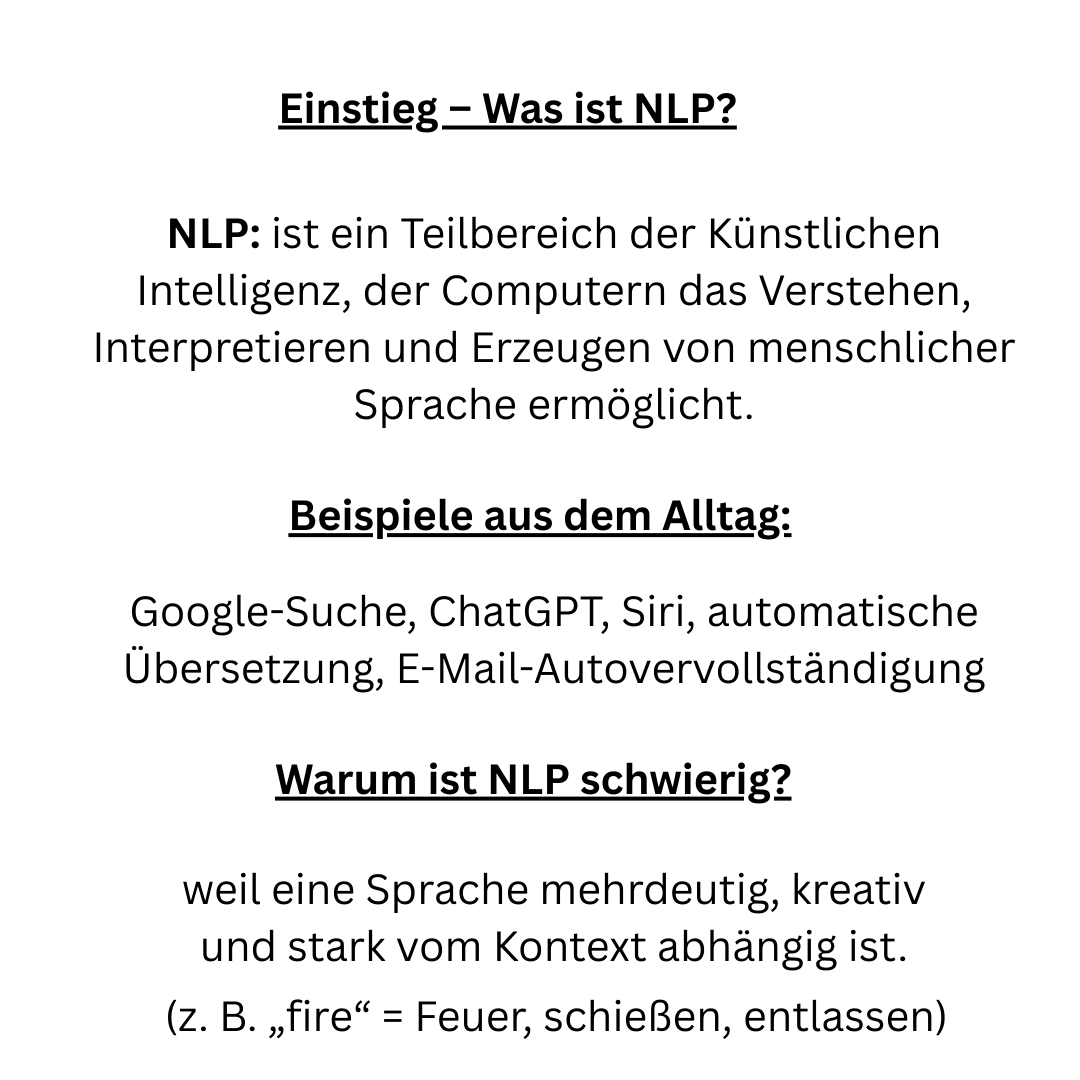 Einstieg – Was ist NLP?
NLP: ist ein Teilbereich der Künstlichen
Intelligenz, der Computern das Verstehen,
Interpretieren und Erzeugen von menschlicher
Sprache ermöglicht.
Beispiele aus dem Alltag:
Google-Suche, ChatGPT, Siri, automatische
Übersetzung, E-Mail-Autovervollständigung
Warum ist NLP schwierig?
weil eine Sprache mehrdeutig, kreativ
und stark vom Kontext abhängig ist.
(z. B. „fire“ = Feuer, schießen, entlassen)